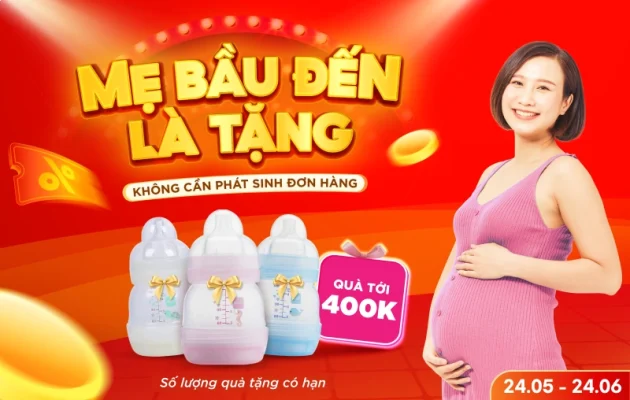 MẸ BẦU ĐẾN
LÀ TẶNG
KHÔNG CẦN PHÁT SINH ĐƠN HÀNG
QUÀ TỚI
400K
Số lượng quà tặng có hạn
24.05 - 24.06